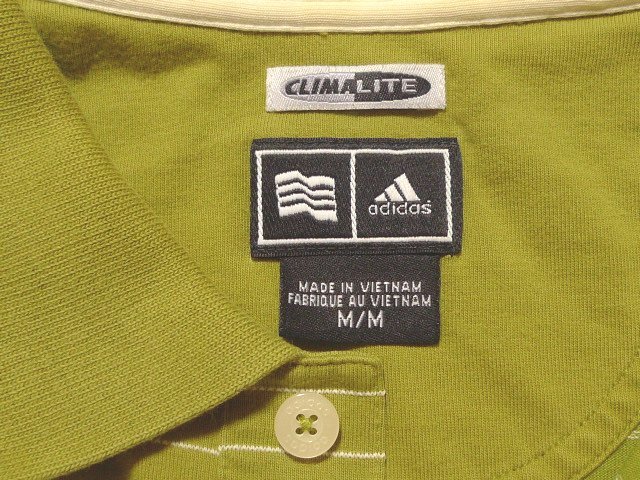 CLIMALITE
adidas
MADE IN VIETNAM
FABRIQUE AU VIETNAM
M/M